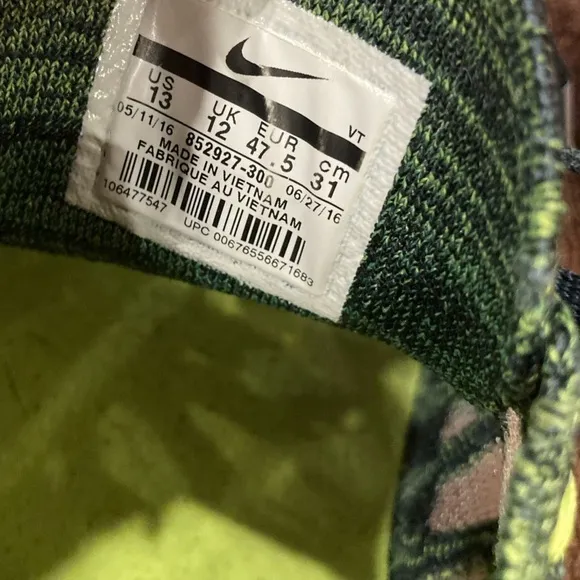 US UK EUR cm VT
13 12 47.5 31
05/11/16 852927-300 06/27/16
MADE IN VIETNAM
FABRIQUE AU VIETNAM
106477547 UPC 00676556671683